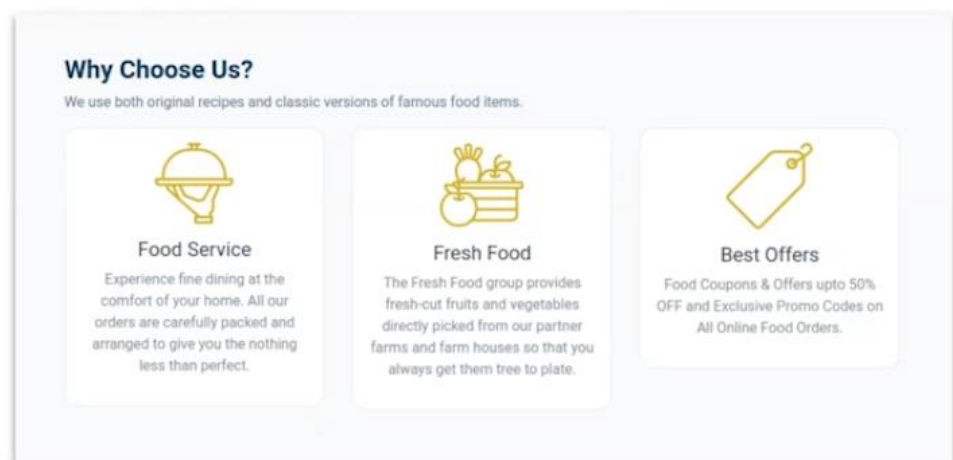 Why Choose Us?
We use both original recipes and classic versions of famous food items.
Food Service
Experience fine dining at the
comfort of your home. All our
orders are carefully packed and
arranged to give you the nothing
less than perfect.
Fresh Food
The Fresh Food group provides
fresh-cut fruits and vegetables
directly picked from our partner
farms and farm houses so that you
always get them tree to plate.
Best Offers
Food Coupons & Offers upto 50%
OFF and Exclusive Promo Codes on
All Online Food Orders.